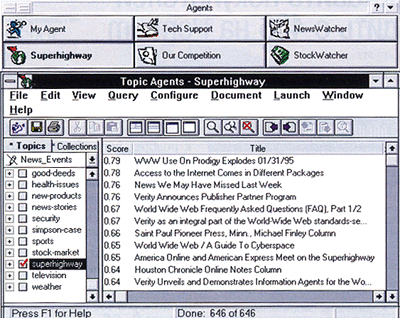 Agents
My Agent
Tech Support
NewsWatcher
Superhighway
Our Competition
StockWatcher
Topic Agents - Superhighway
File Edit View Query Configure Document Launch Window
Help
* Topics
* Collections
News_Events
good-deeds
health-issues
new-products
news-stories
security
simpson-case
sports
stock-market
superhighway
television
weather
Score Title
0.79 WWW Use On Prodigy Explodes 01/31/95
0.78 Access to the Internet Comes in Different Packages
0.76 News We May Have Missed Last Week
0.76 Verity Announces Publisher Partner Program
0.67 World Wide Web Frequently Asked Questions (FAQ), Part 1/2
0.67 Verity as an integral part of the World-Wide Web standards-se...
0.66 Saint Paul Pioneer Press, Minn., Michael Finley Column
0.65 World Wide Web / A Guide To Cyberspace
0.65 America Online and American Express Meet on the Superhighway
0.64 Houston Chronicle Online Notes Column
0.64 Verity Unveils and Demonstrates Information Agents for the Wo...
Press F1 for Help
Done: 646 of 646